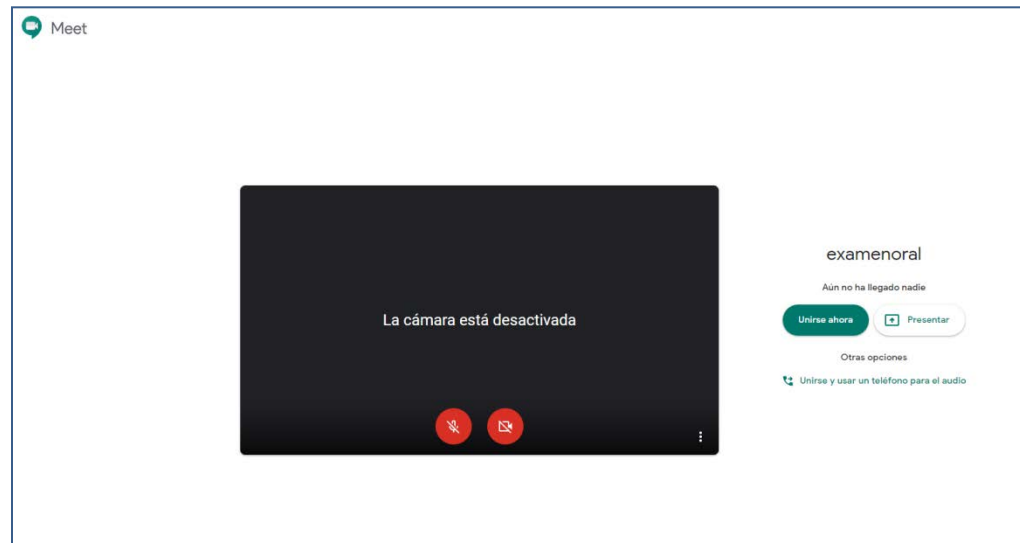 Meet
La cámara está desactivada
examenoral
Aún no ha llegado nadie
Unirse ahora
Presentar
Otras opciones
Unirse y usar un teléfono para el audio